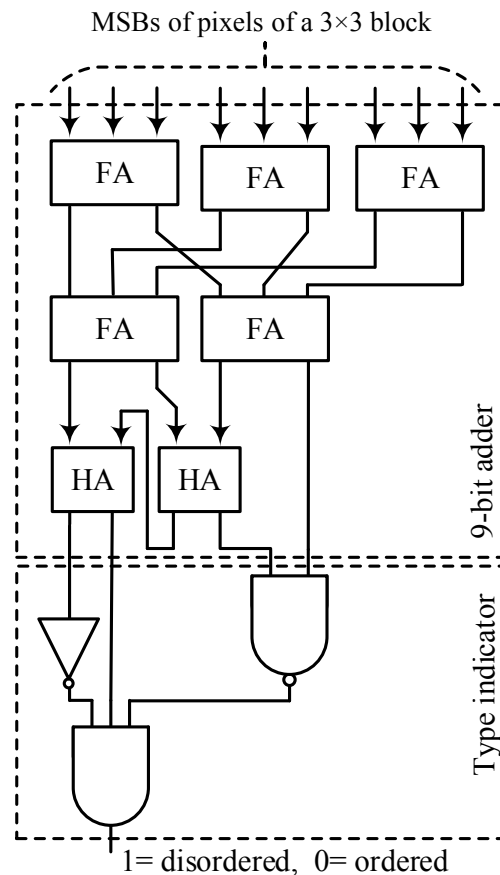 MSBs of pixels of a 3×3 block
FA
FA
FA
FA
FA
HA
HA
9-bit adder
Type indicator
1= disordered, 0= ordered